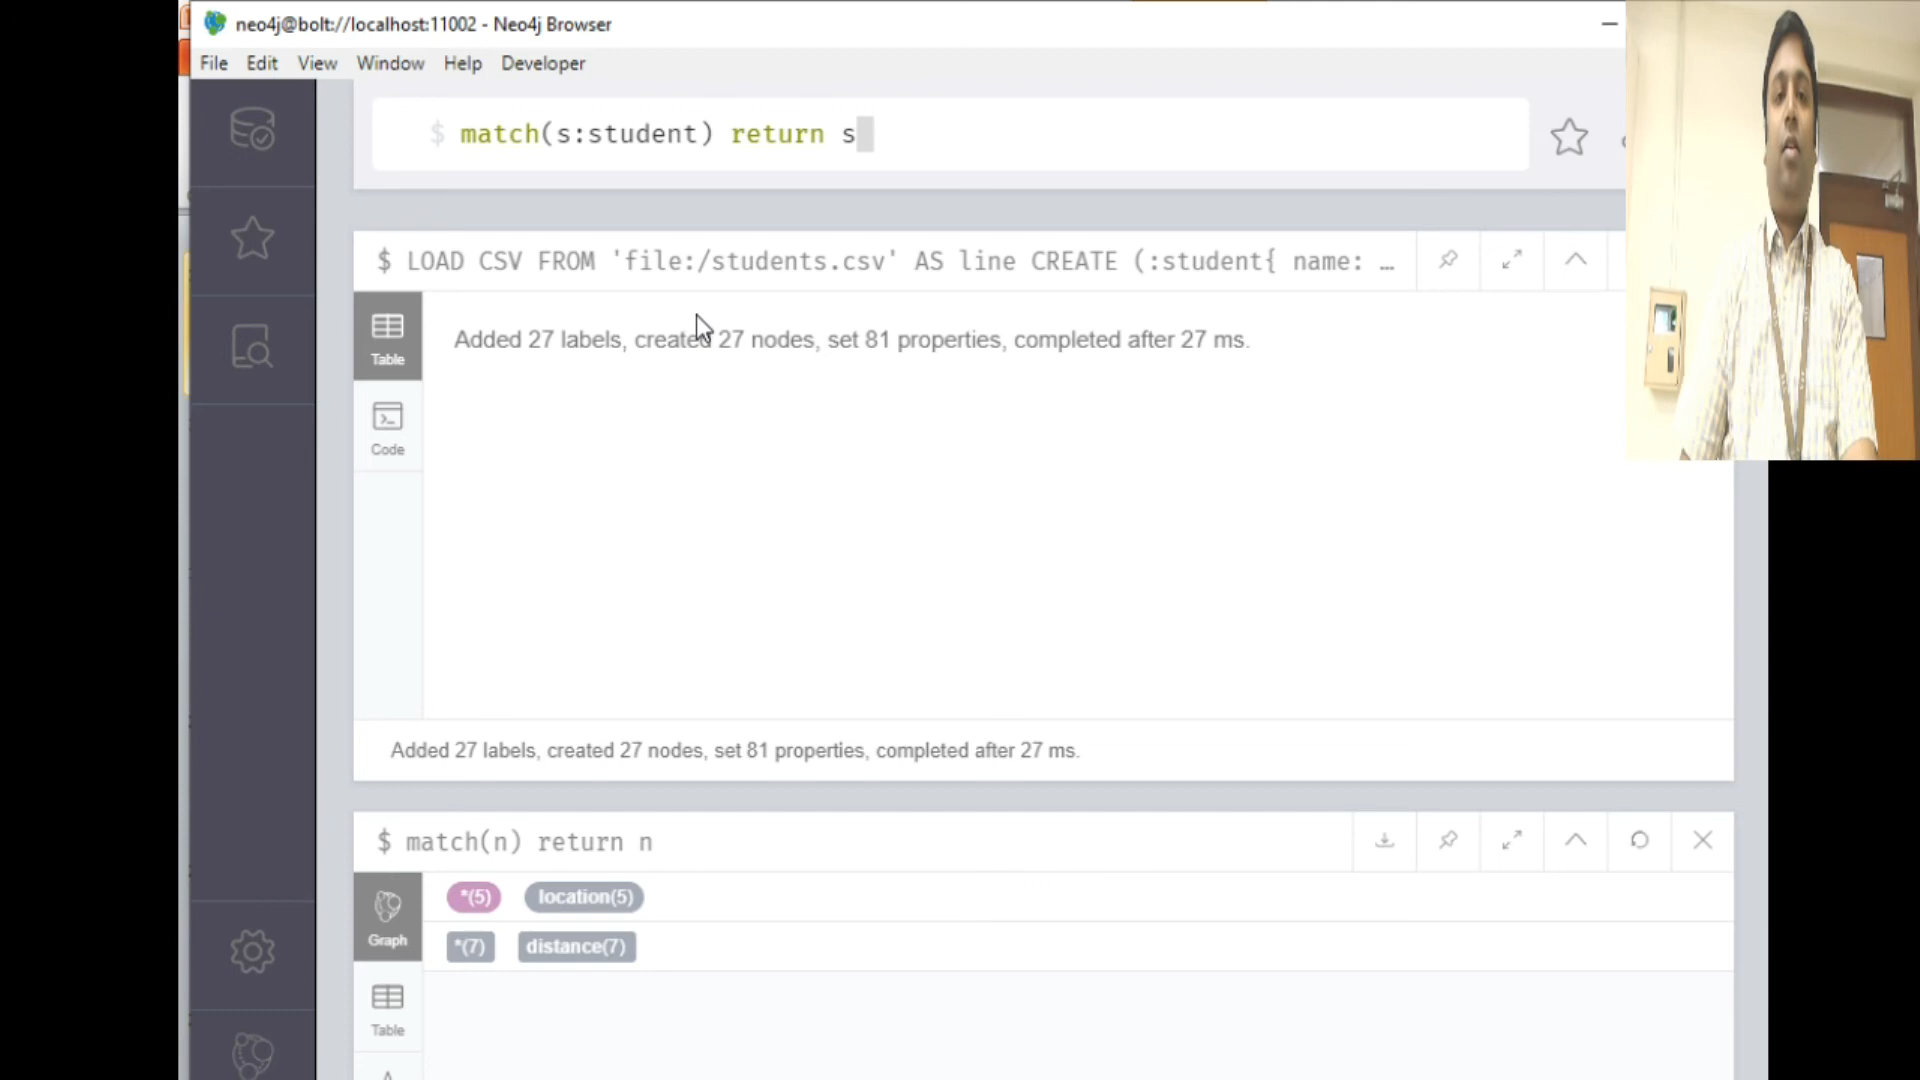 neo4j@bolt://localhost:11002 - Neo4j Browser
File Edit View Window Help Developer
$ match(s:student) return s
$ LOAD CSV FROM 'file:/students.csv' AS line CREATE (:student{ name: …
Table
Added 27 labels, created 27 nodes, set 81 properties, completed after 27 ms.
Code
Added 27 labels, created 27 nodes, set 81 properties, completed after 27 ms.
$ match(n) return n
*(5) location(5)
Graph
*(7) distance(7)
Table